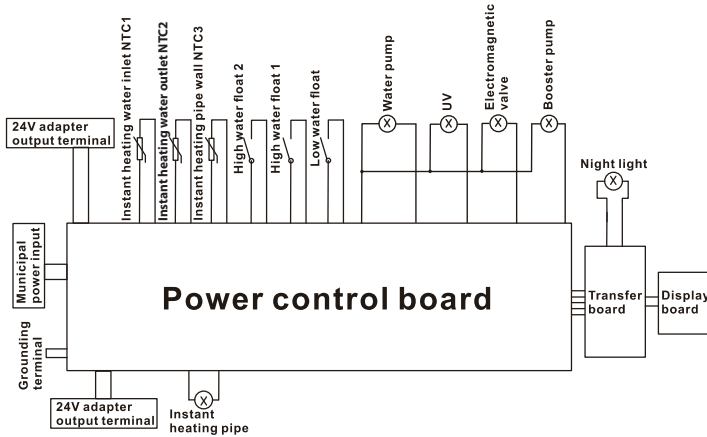 Instant heating water inlet NTC1
Instant heating water outlet NTC2
Instant heating pipe wall NTC3
High water float 2
High water float 1
Low water float
Water pump
UV
Electromagnetic
valve
Booster pump
24V adapter
output terminal
Night light
Municipal
power input
Power control board
Transfer
board
Display
board
Grounding
terminal
24V adapter
output terminal
Instant
heating pipe